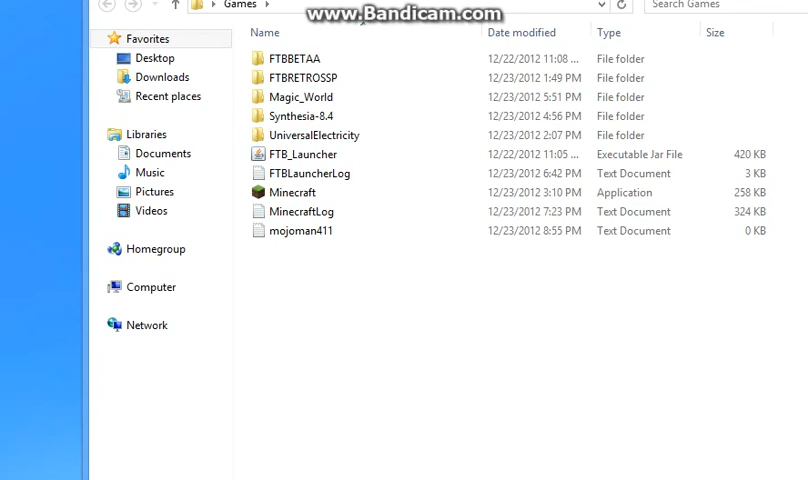 www.Bandicam.com
Games
Search Games
Name Date modified Type Size
Favorites
Desktop
Downloads
Recent places
Libraries
Documents
Music
Pictures
Videos
Homegroup
Computer
Network
FTBBETAA 12/22/2012 11:08 ... File folder
FTBRETROSSP 12/23/2012 1:49 PM File folder
Magic_World 12/23/2012 5:51 PM File folder
Synthesia-8.4 12/23/2012 4:56 PM File folder
UniversalElectricity 12/23/2012 2:07 PM File folder
FTB_Launcher 12/22/2012 11:05 ... Executable Jar File 420 KB
FTBLauncherLog 12/23/2012 6:42 PM Text Document 3 KB
Minecraft 12/23/2012 3:10 PM Application 258 KB
MinecraftLog 12/23/2012 7:23 PM Text Document 324 KB
mojoman411 12/23/2012 8:55 PM Text Document 0 KB